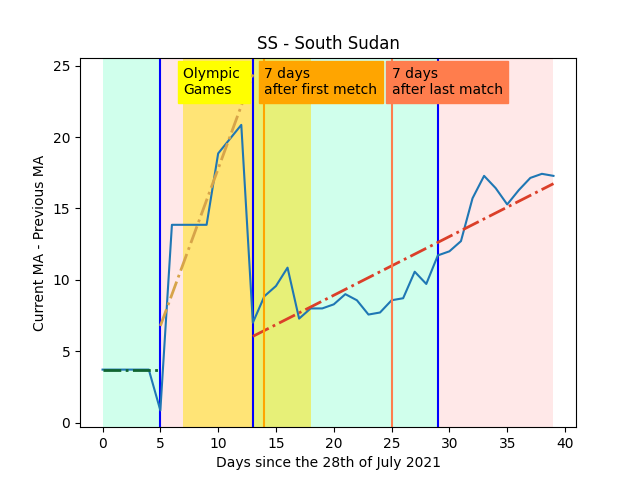 SS - South Sudan
Olympic
Games
7 days
after first match
7 days
after last match
Current MA - Previous MA
25
20
15
10
5
0
0 5 10 15 20 25 30 35 40
Days since the 28th of July 2021